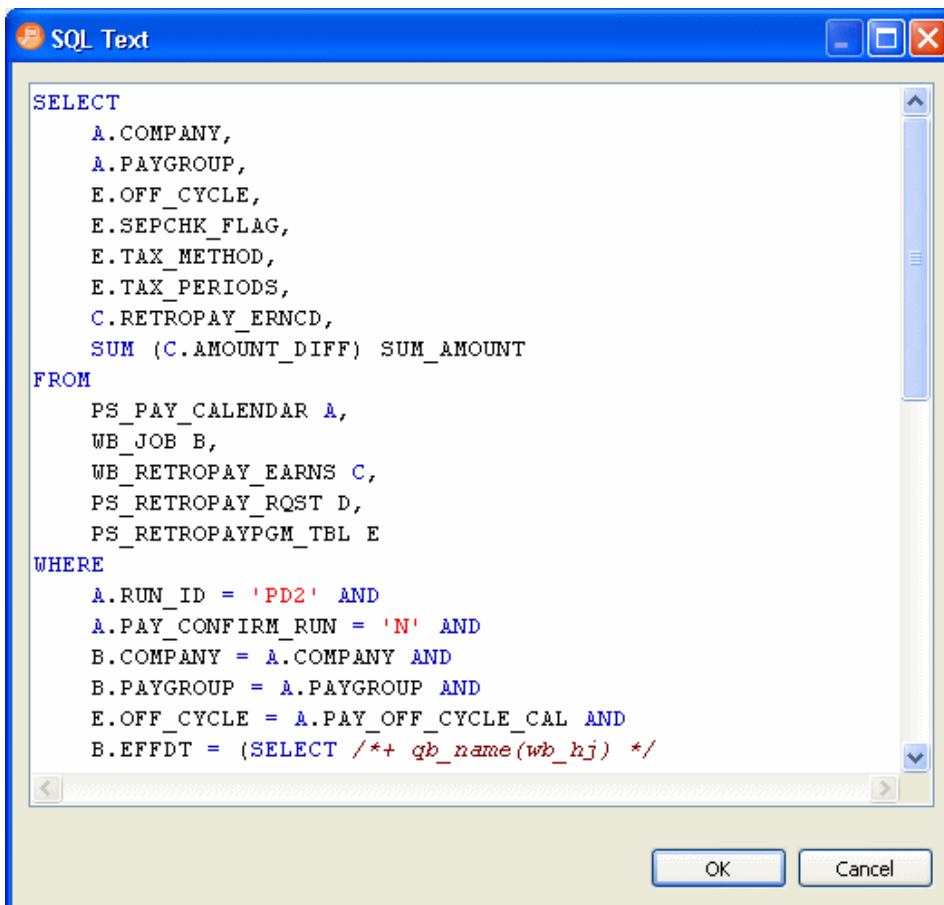 SQL Text
SELECT
A.COMPANY,
A.PAYGROUP,
E.OFF_CYCLE,
E.SEPCHK_FLAG,
E.TAX_METHOD,
E.TAX_PERIODS,
C.RETROPAY_ERNCD,
SUM (C.AMOUNT_DIFF) SUM_AMOUNT
FROM
PS_PAY_CALENDAR A,
WB_JOB B,
WB_RETROPAY_EARNS C,
PS_RETROPAY_RQST D,
PS_RETROPAYPGM_TBL E
WHERE
A.RUN_ID = 'PD2' AND
A.PAY_CONFIRM_RUN = 'N' AND
B.COMPANY = A.COMPANY AND
B.PAYGROUP = A.PAYGROUP AND
E.OFF_CYCLE = A.PAY_OFF_CYCLE_CAL AND
B.EFFDT = (SELECT /*+ qb_name(wb_hj) */
OK Cancel